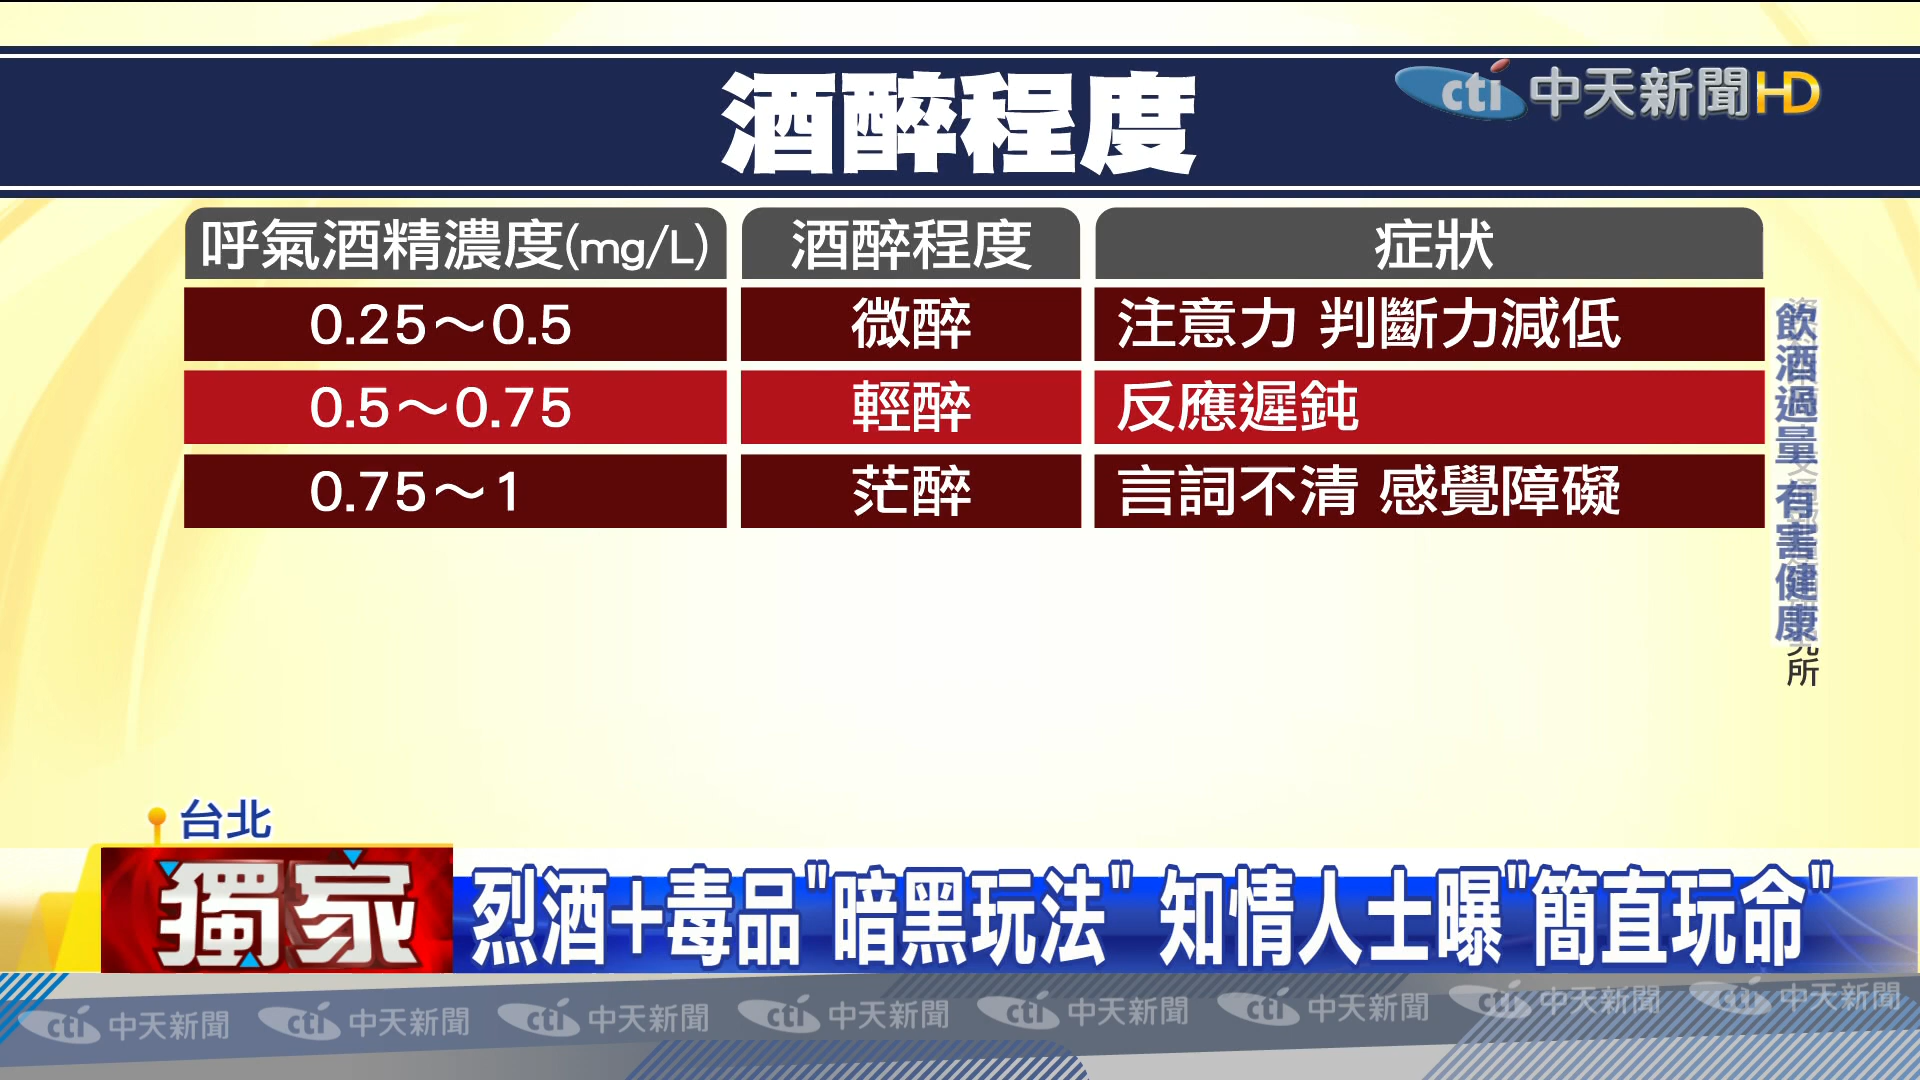 酒醉程度
cti 中天新聞HD
呼氣酒精濃度(mg/L) 酒醉程度 症狀
0.25～0.5 微醉 注意力 判斷力減低
0.5～0.75 輕醉 反應遲鈍
0.75～1 茫醉 言詞不清 感覺障礙
飲酒過量 有害健康
究所
台北
獨家 烈酒+毒品"暗黑玩法" 知情人士曝"簡直玩命"
cti 中天新聞 cti 中天新聞 cti 中天新聞 cti 中天新聞 cti 中天新聞 cti 中天新聞 cti 中天新聞 cti 中天新聞